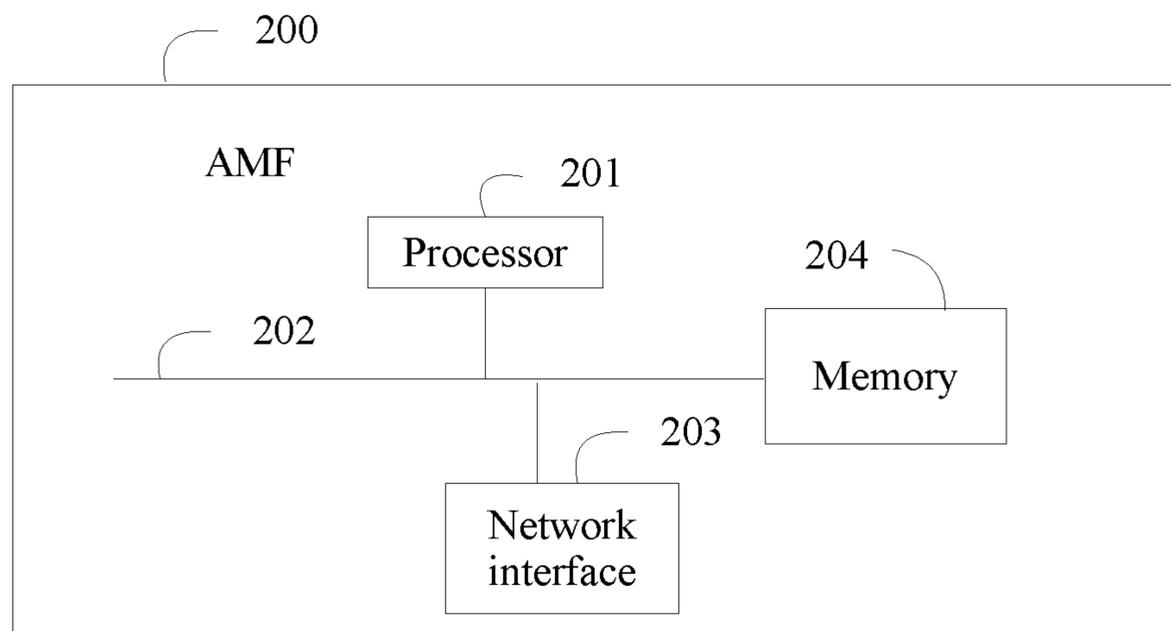 200
AMF
201
Processor
204
202
Memory
203
Network
interface